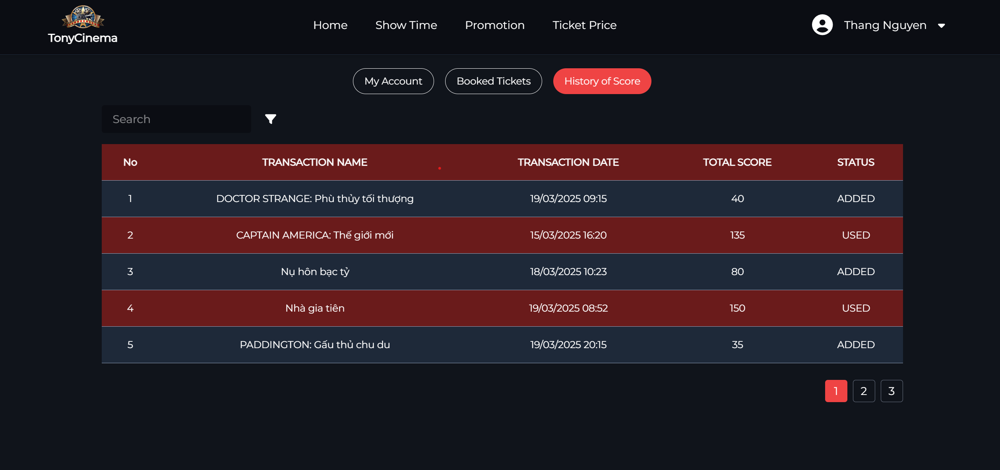 TonyCinema
Home Show Time Promotion Ticket Price Thang Nguyen
My Account Booked Tickets History of Score
Search
No TRANSACTION NAME TRANSACTION DATE TOTAL SCORE STATUS
1 DOCTOR STRANGE: Phù thủy tối thượng 19/03/2025 09:15 40 ADDED
2 CAPTAIN AMERICA: Thế giới mới 15/03/2025 16:20 135 USED
3 Nụ hôn bạc tỷ 18/03/2025 10:23 80 ADDED
4 Nhà gia tiên 19/03/2025 08:52 150 USED
5 PADDINGTON: Gấu thủ chu du 19/03/2025 20:15 35 ADDED
1 2 3